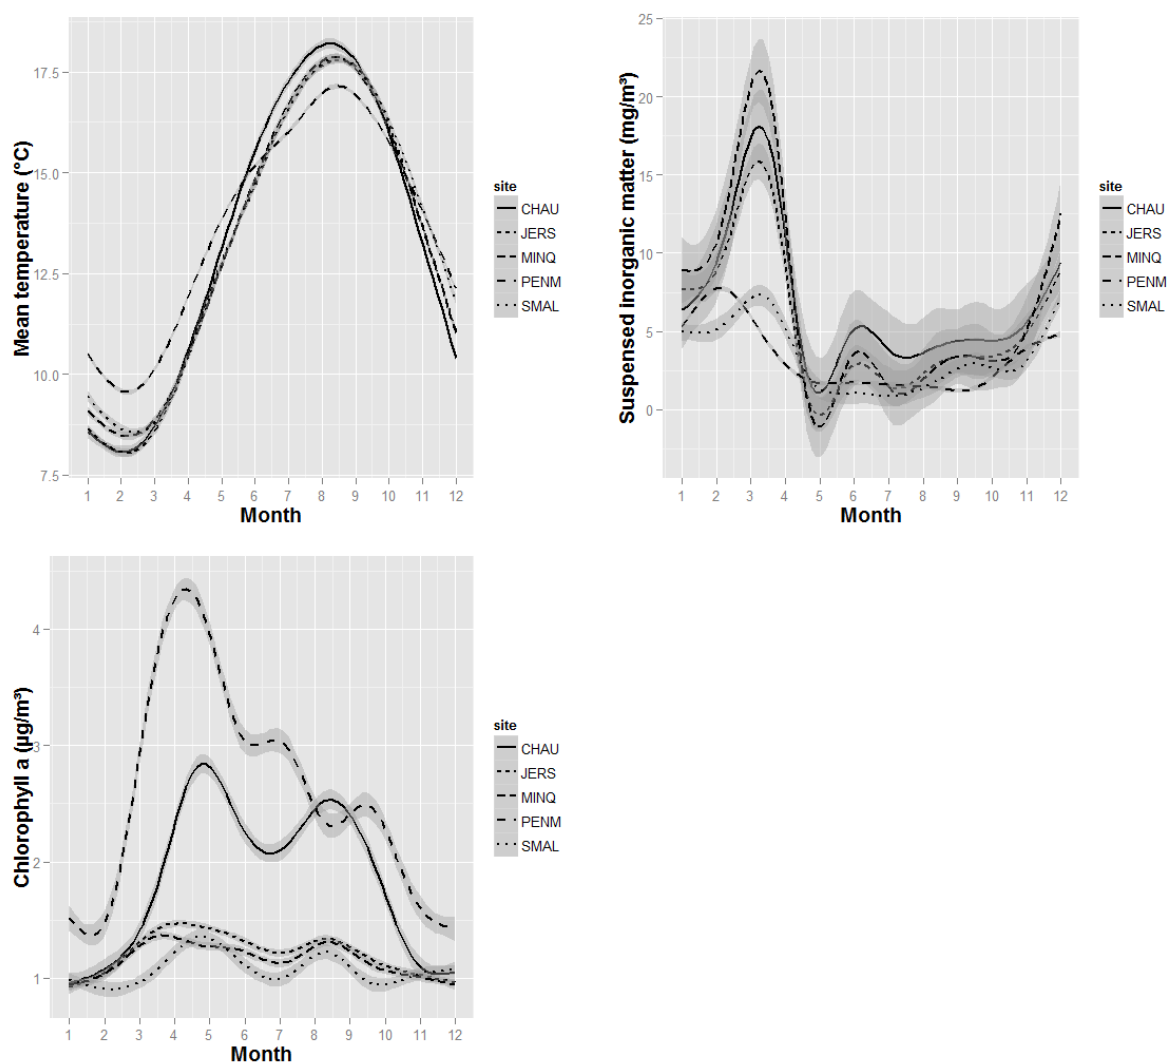 Mean temperature (°C)
17.5
15.0
12.5
10.0
7.5
1 2 3 4 5 6 7 8 9 10 11 12
Month
site
CHAU
JERS
MINQ
PENM
SMAL
Suspensed inorganic matter (mg/m³)
25
20
15
10
5
0
1 2 3 4 5 6 7 8 9 10 11 12
Month
site
CHAU
JERS
MINQ
PENM
SMAL
Chlorophyll a (µg/m³)
4
3
2
1
1 2 3 4 5 6 7 8 9 10 11 12
Month
site
CHAU
JERS
MINQ
PENM
SMAL